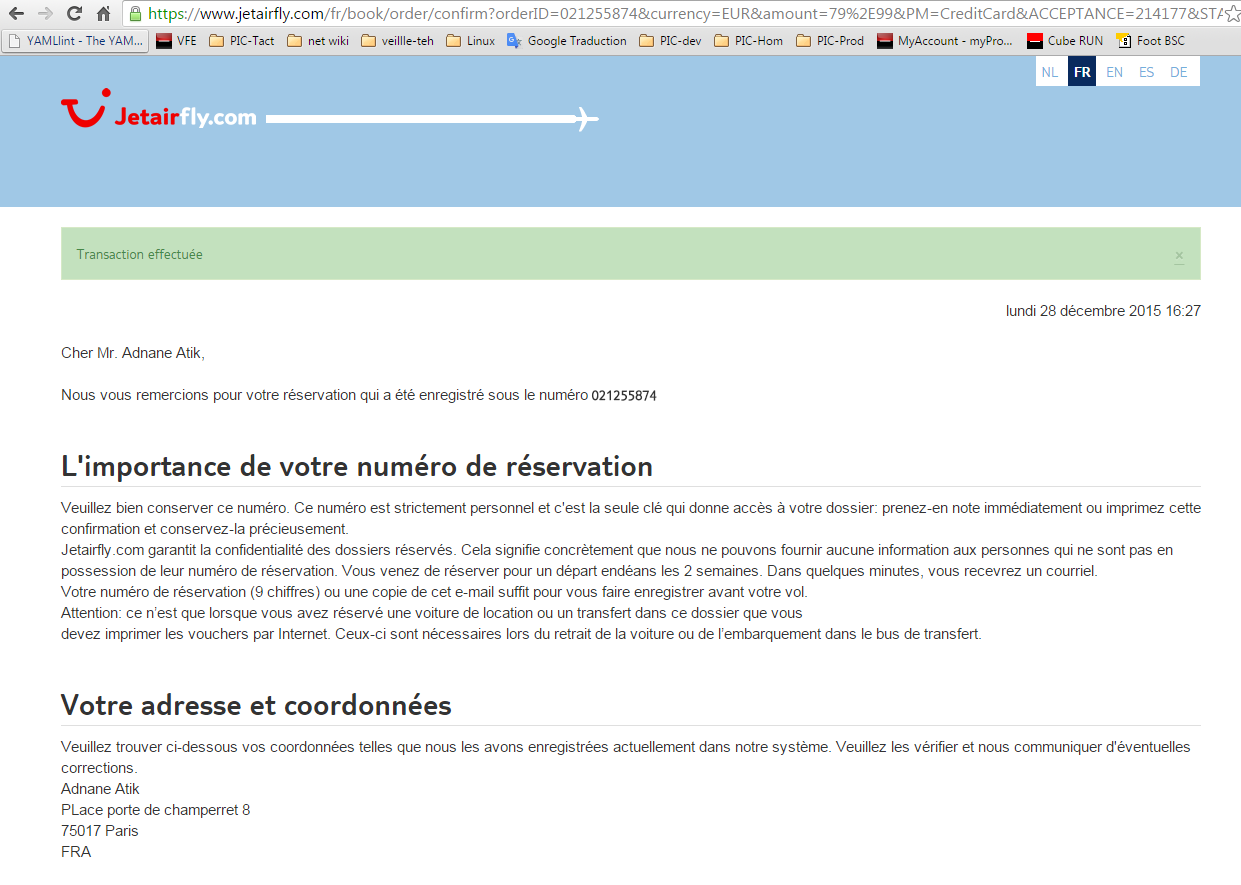 https://www.jetairfly.com/fr/book/order/confirm?orderID=021255874&currency=EUR&amount=79%2E99&PM=CreditCard&ACCEPTANCE=214177&ST
YAMLlint - The YAM... VFE PIC-Tact net wiki veillle-teh Linux Google Traduction PIC-dev PIC-Hom PIC-Prod MyAccount - myPro... Cube RUN Foot BSC
NL FR EN ES DE
Jetairfly.com
Transaction effectuée ×
lundi 28 décembre 2015 16:27
Cher Mr. Adnane Atik,
Nous vous remercions pour votre réservation qui a été enregistré sous le numéro 021255874
L'importance de votre numéro de réservation
Veuillez bien conserver ce numéro. Ce numéro est strictement personnel et c'est la seule clé qui donne accès à votre dossier: prenez-en note immédiatement ou imprimez cette
confirmation et conservez-la précieusement.
Jetairfly.com garantit la confidentialité des dossiers réservés. Cela signifie concrètement que nous ne pouvons fournir aucune information aux personnes qui ne sont pas en
possession de leur numéro de réservation. Vous venez de réserver pour un départ endéans les 2 semaines. Dans quelques minutes, vous recevrez un courriel.
Votre numéro de réservation (9 chiffres) ou une copie de cet e-mail suffit pour vous faire enregistrer avant votre vol.
Attention: ce n’est que lorsque vous avez réservé une voiture de location ou un transfert dans ce dossier que vous
devez imprimer les vouchers par Internet. Ceux-ci sont nécessaires lors du retrait de la voiture ou de l’embarquement dans le bus de transfert.
Votre adresse et coordonnées
Veuillez trouver ci-dessous vos coordonnées telles que nous les avons enregistrées actuellement dans notre système. Veuillez les vérifier et nous communiquer d'éventuelles
corrections.
Adnane Atik
PLace porte de champerret 8
75017 Paris
FRA